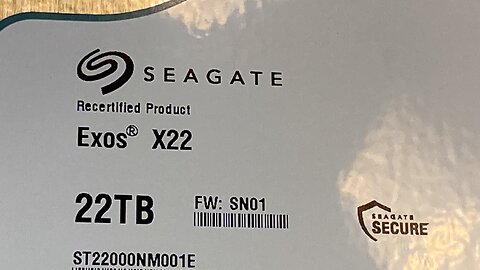 SEAGATE
Recertified Product
Exos® X22
22TB FW: SN01
SEAGATE
SECURE
ST22000NM001E